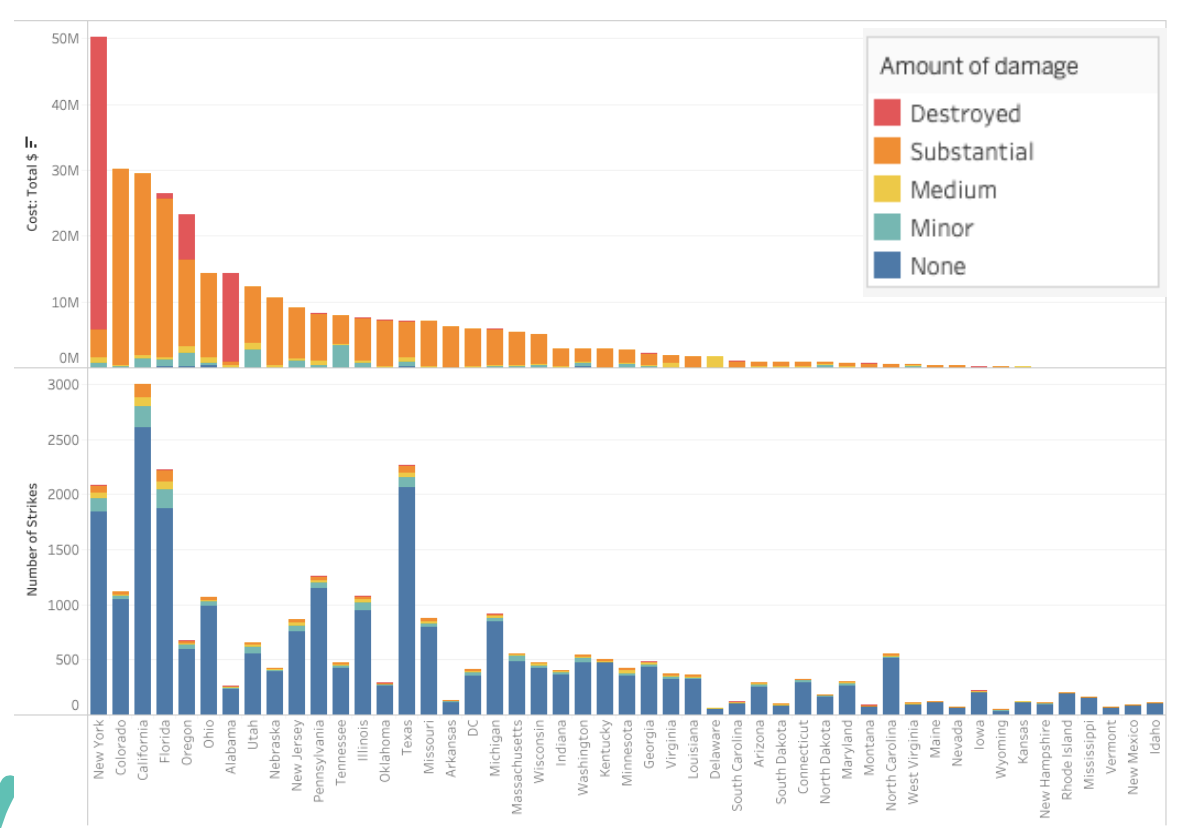 50M
40M
30M
20M
10M
0M
Cost: Total $
Amount of damage
Destroyed
Substantial
Medium
Minor
None
3000
2500
2000
1500
1000
500
0
Number of Strikes
New York
Colorado
California
Florida
Oregon
Ohio
Alabama
Utah
Nebraska
New Jersey
Pennsylvania
Tennessee
Illinois
Oklahoma
Texas
Missouri
Arkansas
DC
Michigan
Massachusetts
Wisconsin
Indiana
Washington
Kentucky
Minnesota
Georgia
Virginia
Louisiana
Delaware
South Carolina
Arizona
South Dakota
Connecticut
North Dakota
Maryland
Montana
North Carolina
West Virginia
Maine
Nevada
Iowa
Wyoming
Kansas
New Hampshire
Rhode Island
Mississippi
Vermont
New Mexico
Idaho